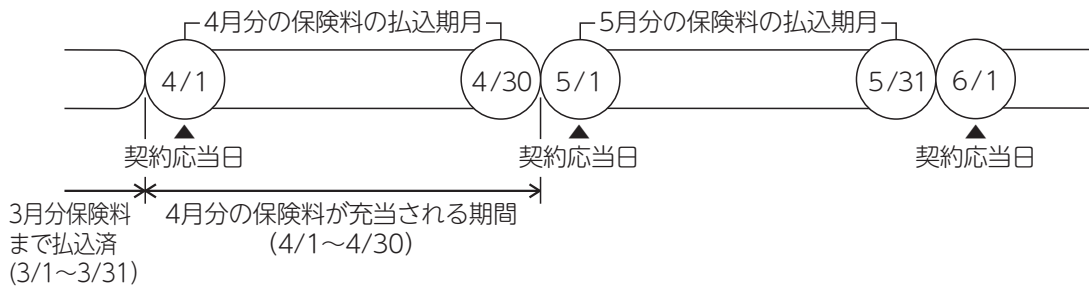 4月分の保険料の払込期月
5月分の保険料の払込期月
4/1
4/30
5/1
5/31
6/1
▲
▲
▲
契約応当日
契約応当日
契約応当日
3月分保険料
まで払込済
(3/1～3/31)
4月分の保険料が充当される期間
(4/1～4/30)